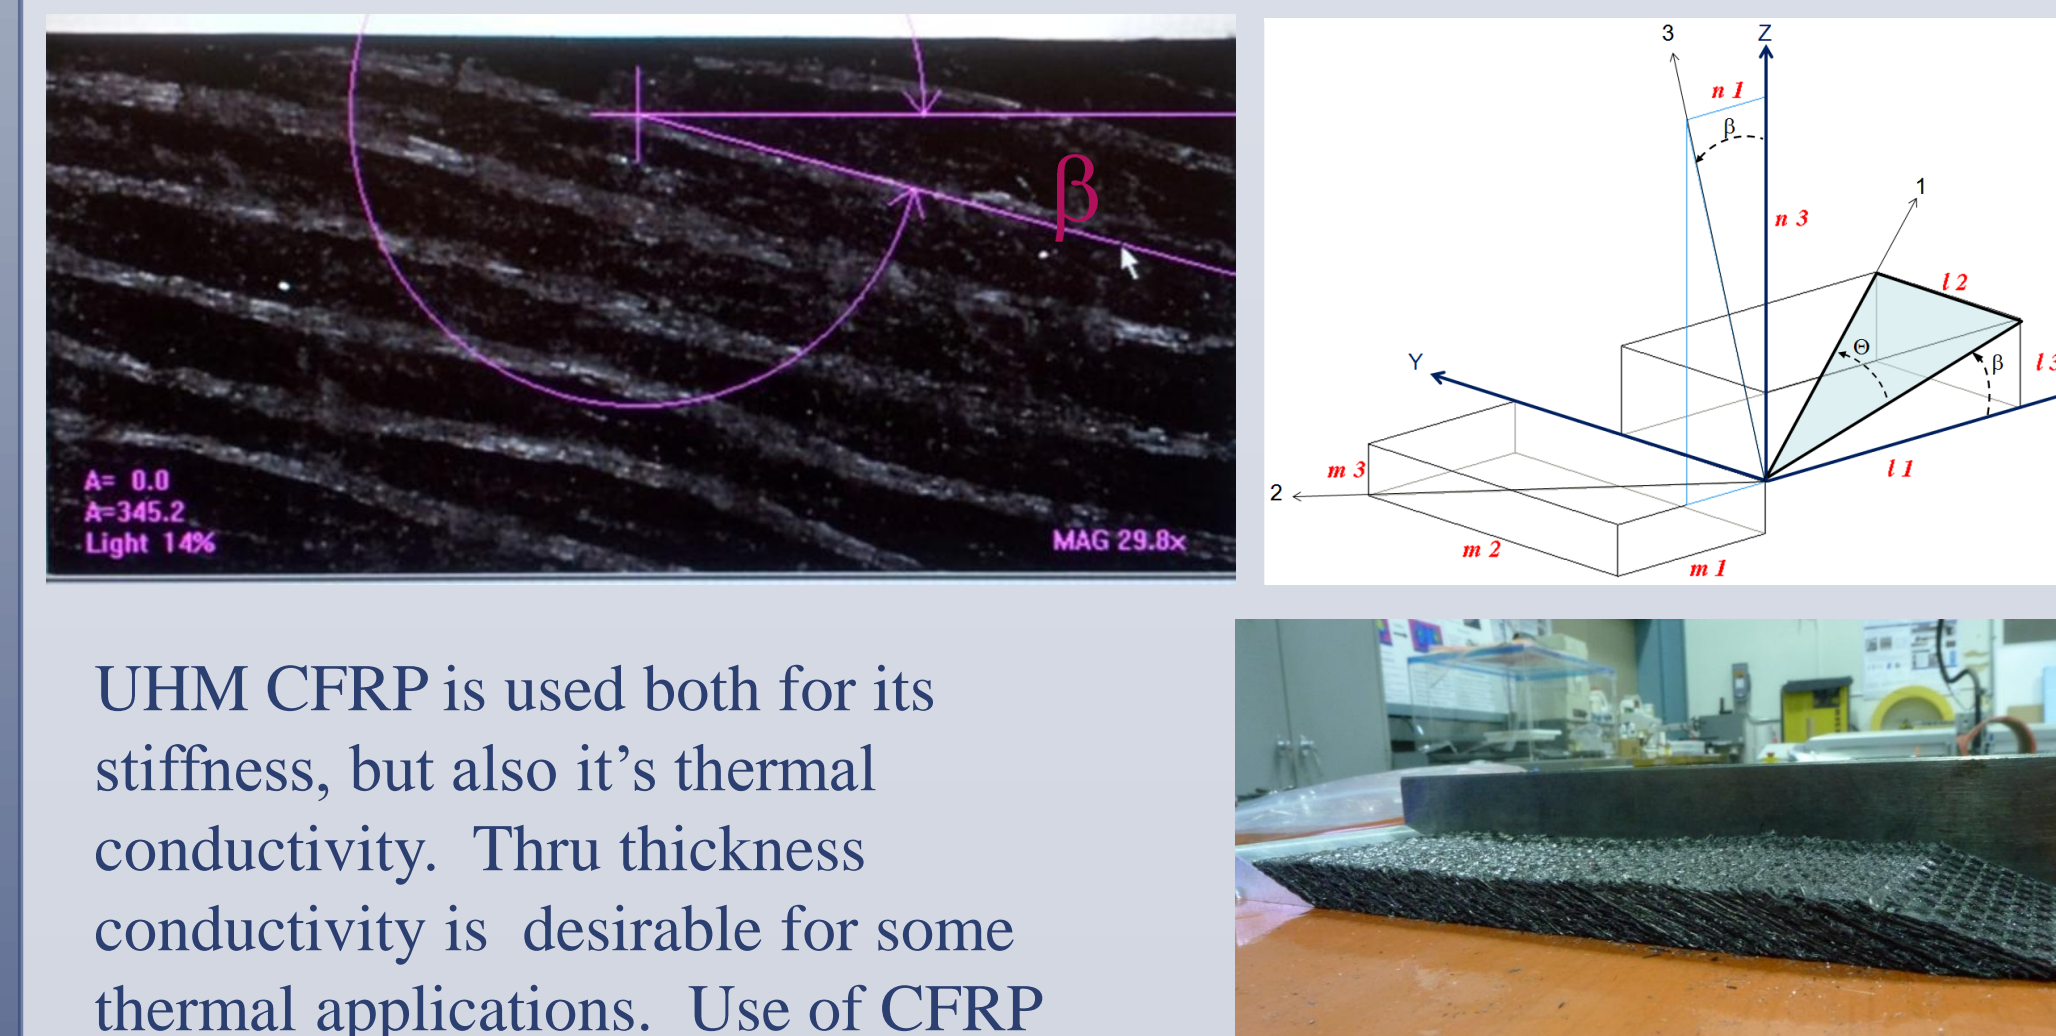 β
A= 0.0
A=345.2
Light 14%
MAG 29.8x
3
Z
n 1
β
1
n 3
l 2
Θ
β
l 3
Y
l 1
m 3
2
m 2
m 1
UHM CFRP is used both for its
stiffness, but also it’s thermal
conductivity.  Thru thickness
conductivity is  desirable for some
thermal applications.  Use of CFRP